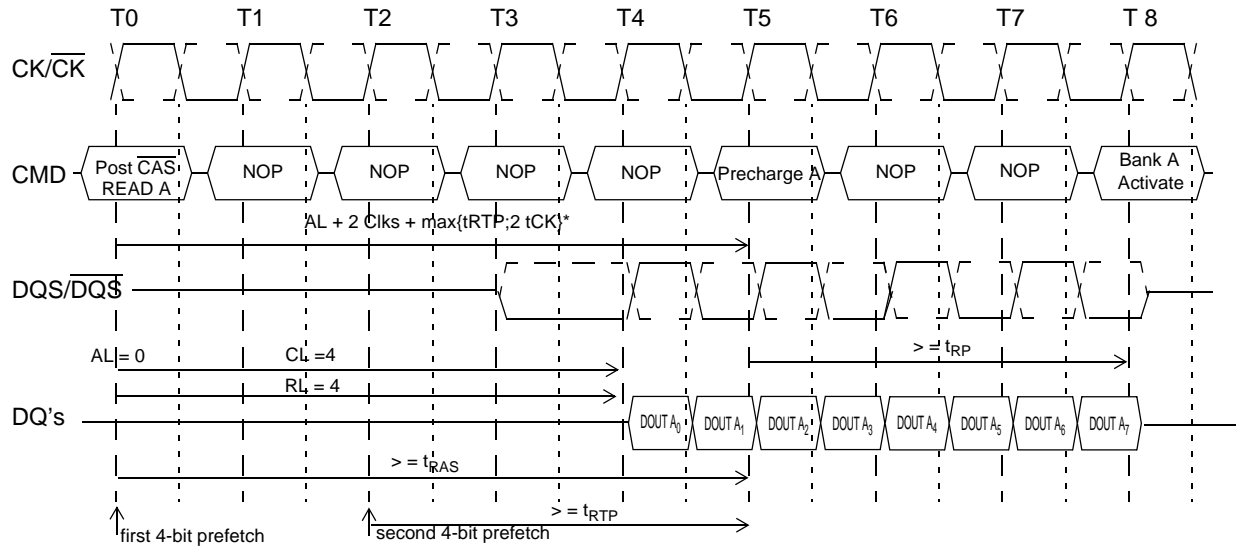 T0 T1 T2 T3 T4 T5 T6 T7 T 8
CK/CK
CMD
Post CAS
READ A
NOP
NOP
NOP
NOP
Precharge A
NOP
NOP
Bank A
Activate
AL + 2 Clks + max{tRTP;2 tCK}*
DQS/DQS
AL = 0
CL =4
> = tRP
RL = 4
DQ's
DOUT A0
DOUT A1
DOUT A2
DOUT A3
DOUT A4
DOUT A5
DOUT A6
DOUT A7
> = tRAS
> = tRTP
first 4-bit prefetch
second 4-bit prefetch